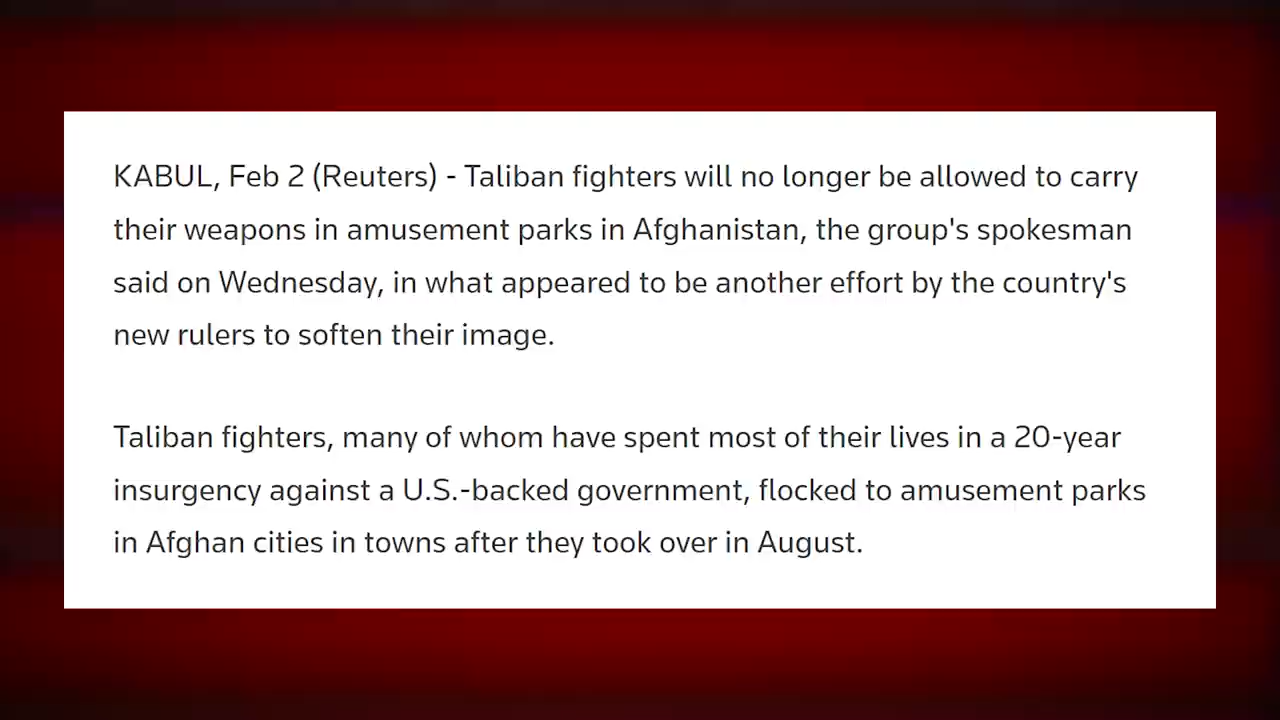 KABUL, Feb 2 (Reuters) - Taliban fighters will no longer be allowed to carry
their weapons in amusement parks in Afghanistan, the group's spokesman
said on Wednesday, in what appeared to be another effort by the country's
new rulers to soften their image.
Taliban fighters, many of whom have spent most of their lives in a 20-year
insurgency against a U.S.-backed government, flocked to amusement parks
in Afghan cities in towns after they took over in August.